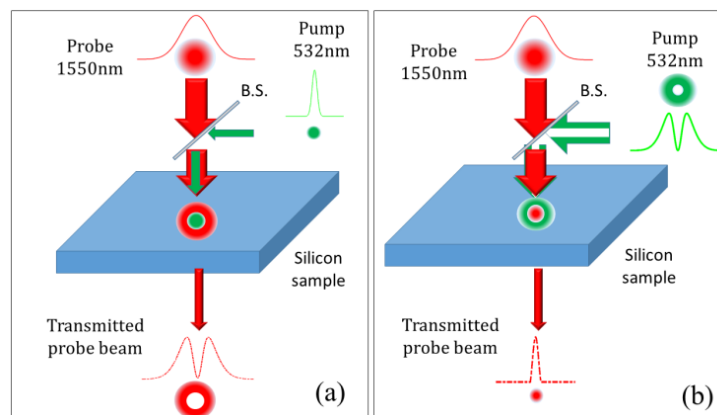 Probe
1550nm
Pump
532nm
B.S.
Silicon
sample
Transmitted
probe beam
(a)
Probe
1550nm
Pump
532nm
B.S.
Silicon
sample
Transmitted
probe beam
(b)